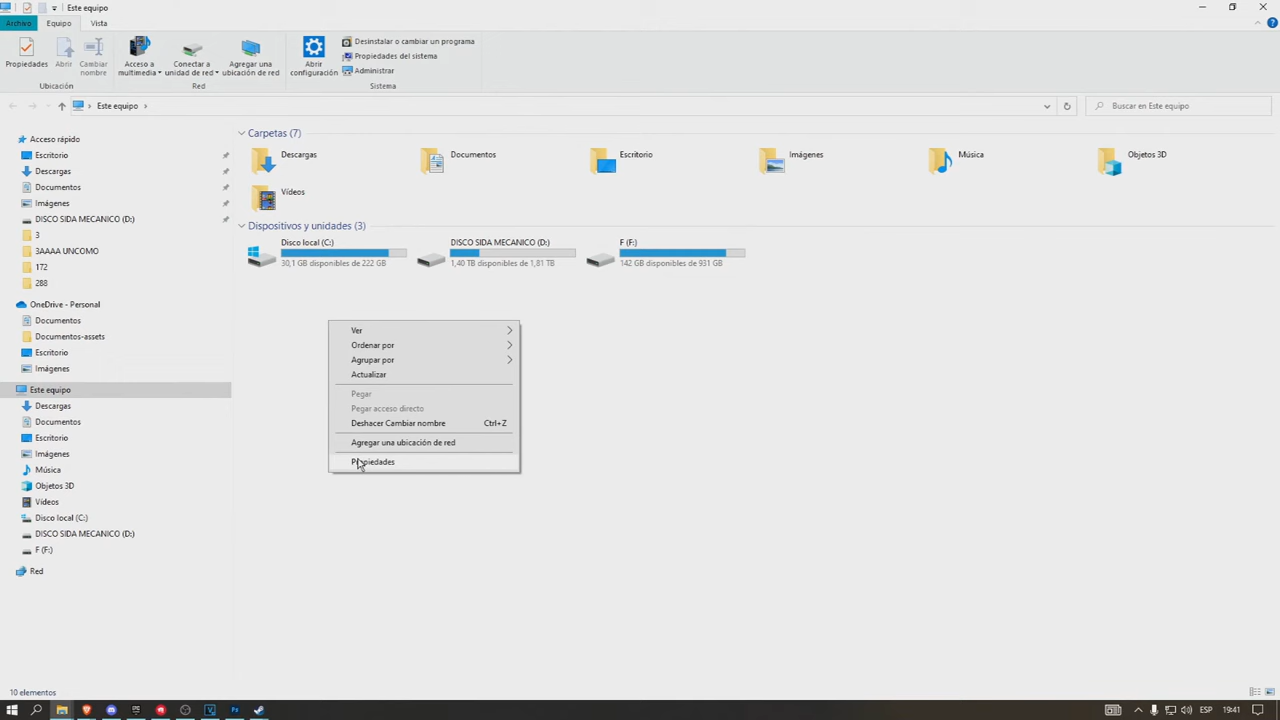 Este equipo
Archivo Equipo Vista
Propiedades
Abrir
Cambiar
nombre
Ubicación
Acceso a
multimedia
Conectar a
unidad de red
Agregar una
ubicación de red
Red
Abrir
configuración
Desinstalar o cambiar un programa
Propiedades del sistema
Administrar
Sistema
Este equipo
Buscar en Este equipo
Acceso rápido
Escritorio
Descargas
Documentos
Imágenes
DISCO SIDA MECANICO (D:)
3
3AAAA UNCOMO
172
288
OneDrive - Personal
Documentos
Documentos-assets
Escritorio
Imágenes
Este equipo
Descargas
Documentos
Escritorio
Imágenes
Música
Objetos 3D
Vídeos
Disco local (C:)
DISCO SIDA MECANICO (D:)
F (F:)
Red
Carpetas (7)
Descargas Documentos Escritorio Imágenes Música Objetos 3D
Vídeos
Dispositivos y unidades (3)
Disco local (C:)
30,1 GB disponibles de 222 GB
DISCO SIDA MECANICO (D:)
1,40 TB disponibles de 1,81 TB
F (F:)
142 GB disponibles de 931 GB
Ver
Ordenar por
Agrupar por
Actualizar
Pegar
Pegar acceso directo
Deshacer Cambiar nombre Ctrl+Z
Agregar una ubicación de red
Propiedades
10 elementos
ESP 19:41